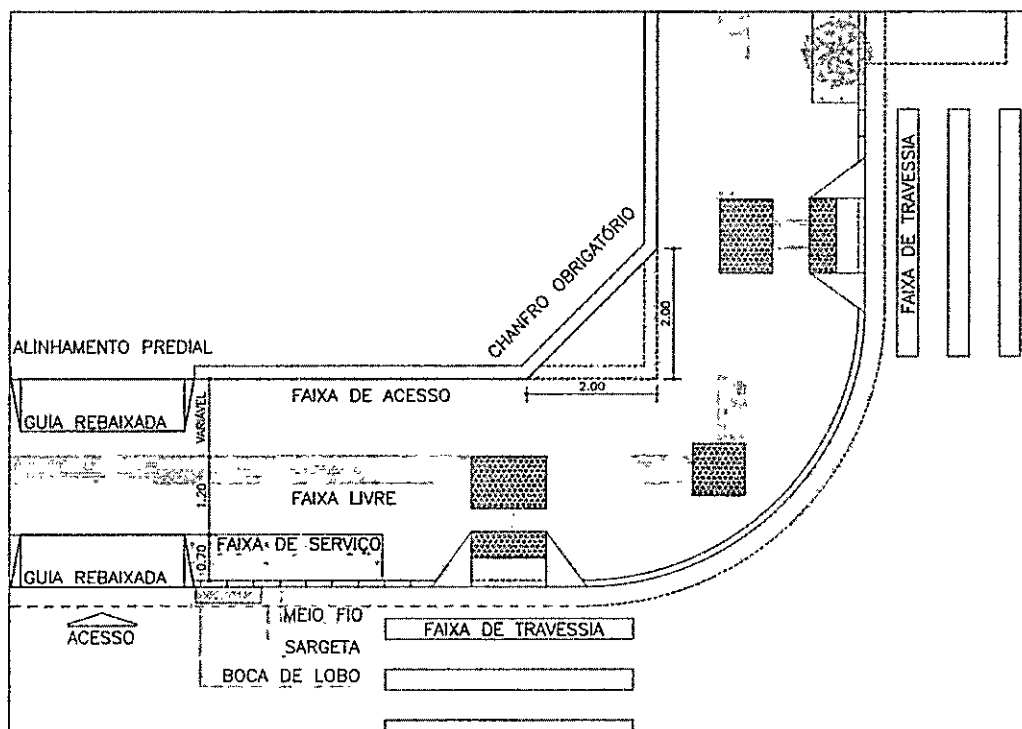 FAIXA DE TRAVESSIA
CHANFRO OBRIGATÓRIO
2.00
2.00
ALINHAMENTO PREDIAL
FAIXA DE ACESSO
GUIA REBAIXADA
VARIÁVEL
1.20
FAIXA LIVRE
FAIXA DE SERVIÇO
0.70
GUIA REBAIXADA
MEIO FIO
FAIXA DE TRAVESSIA
ACESSO
SARGETA
BOCA DE LOBO